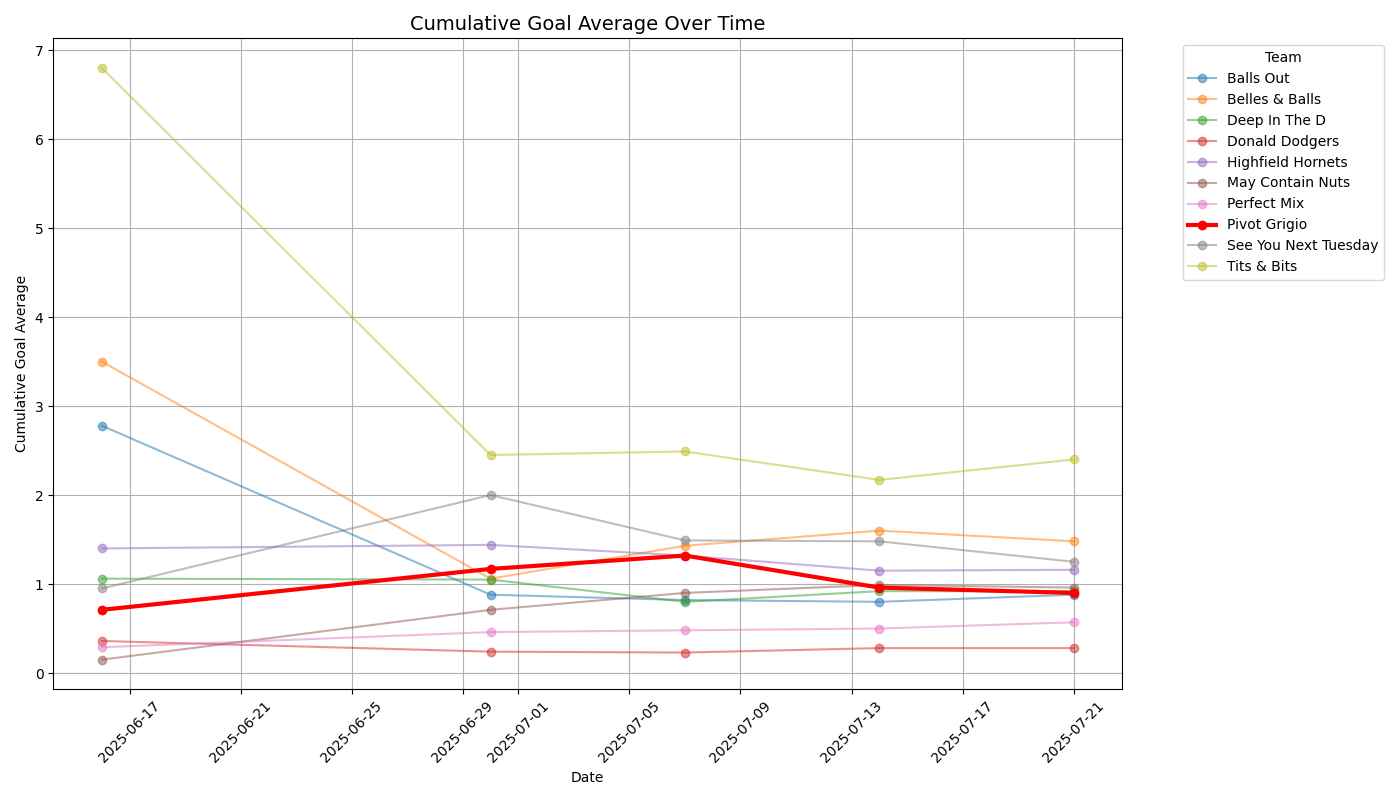 Cumulative Goal Average Over Time
Team
Balls Out
Belles & Balls
Deep In The D
Donald Dodgers
Highfield Hornets
May Contain Nuts
Perfect Mix
Pivot Grigio
See You Next Tuesday
Tits & Bits
Cumulative Goal Average
7
6
5
4
3
2
1
0
2025-06-17
2025-06-21
2025-06-25
2025-06-29
2025-07-01
2025-07-05
2025-07-09
2025-07-13
2025-07-17
2025-07-21
Date